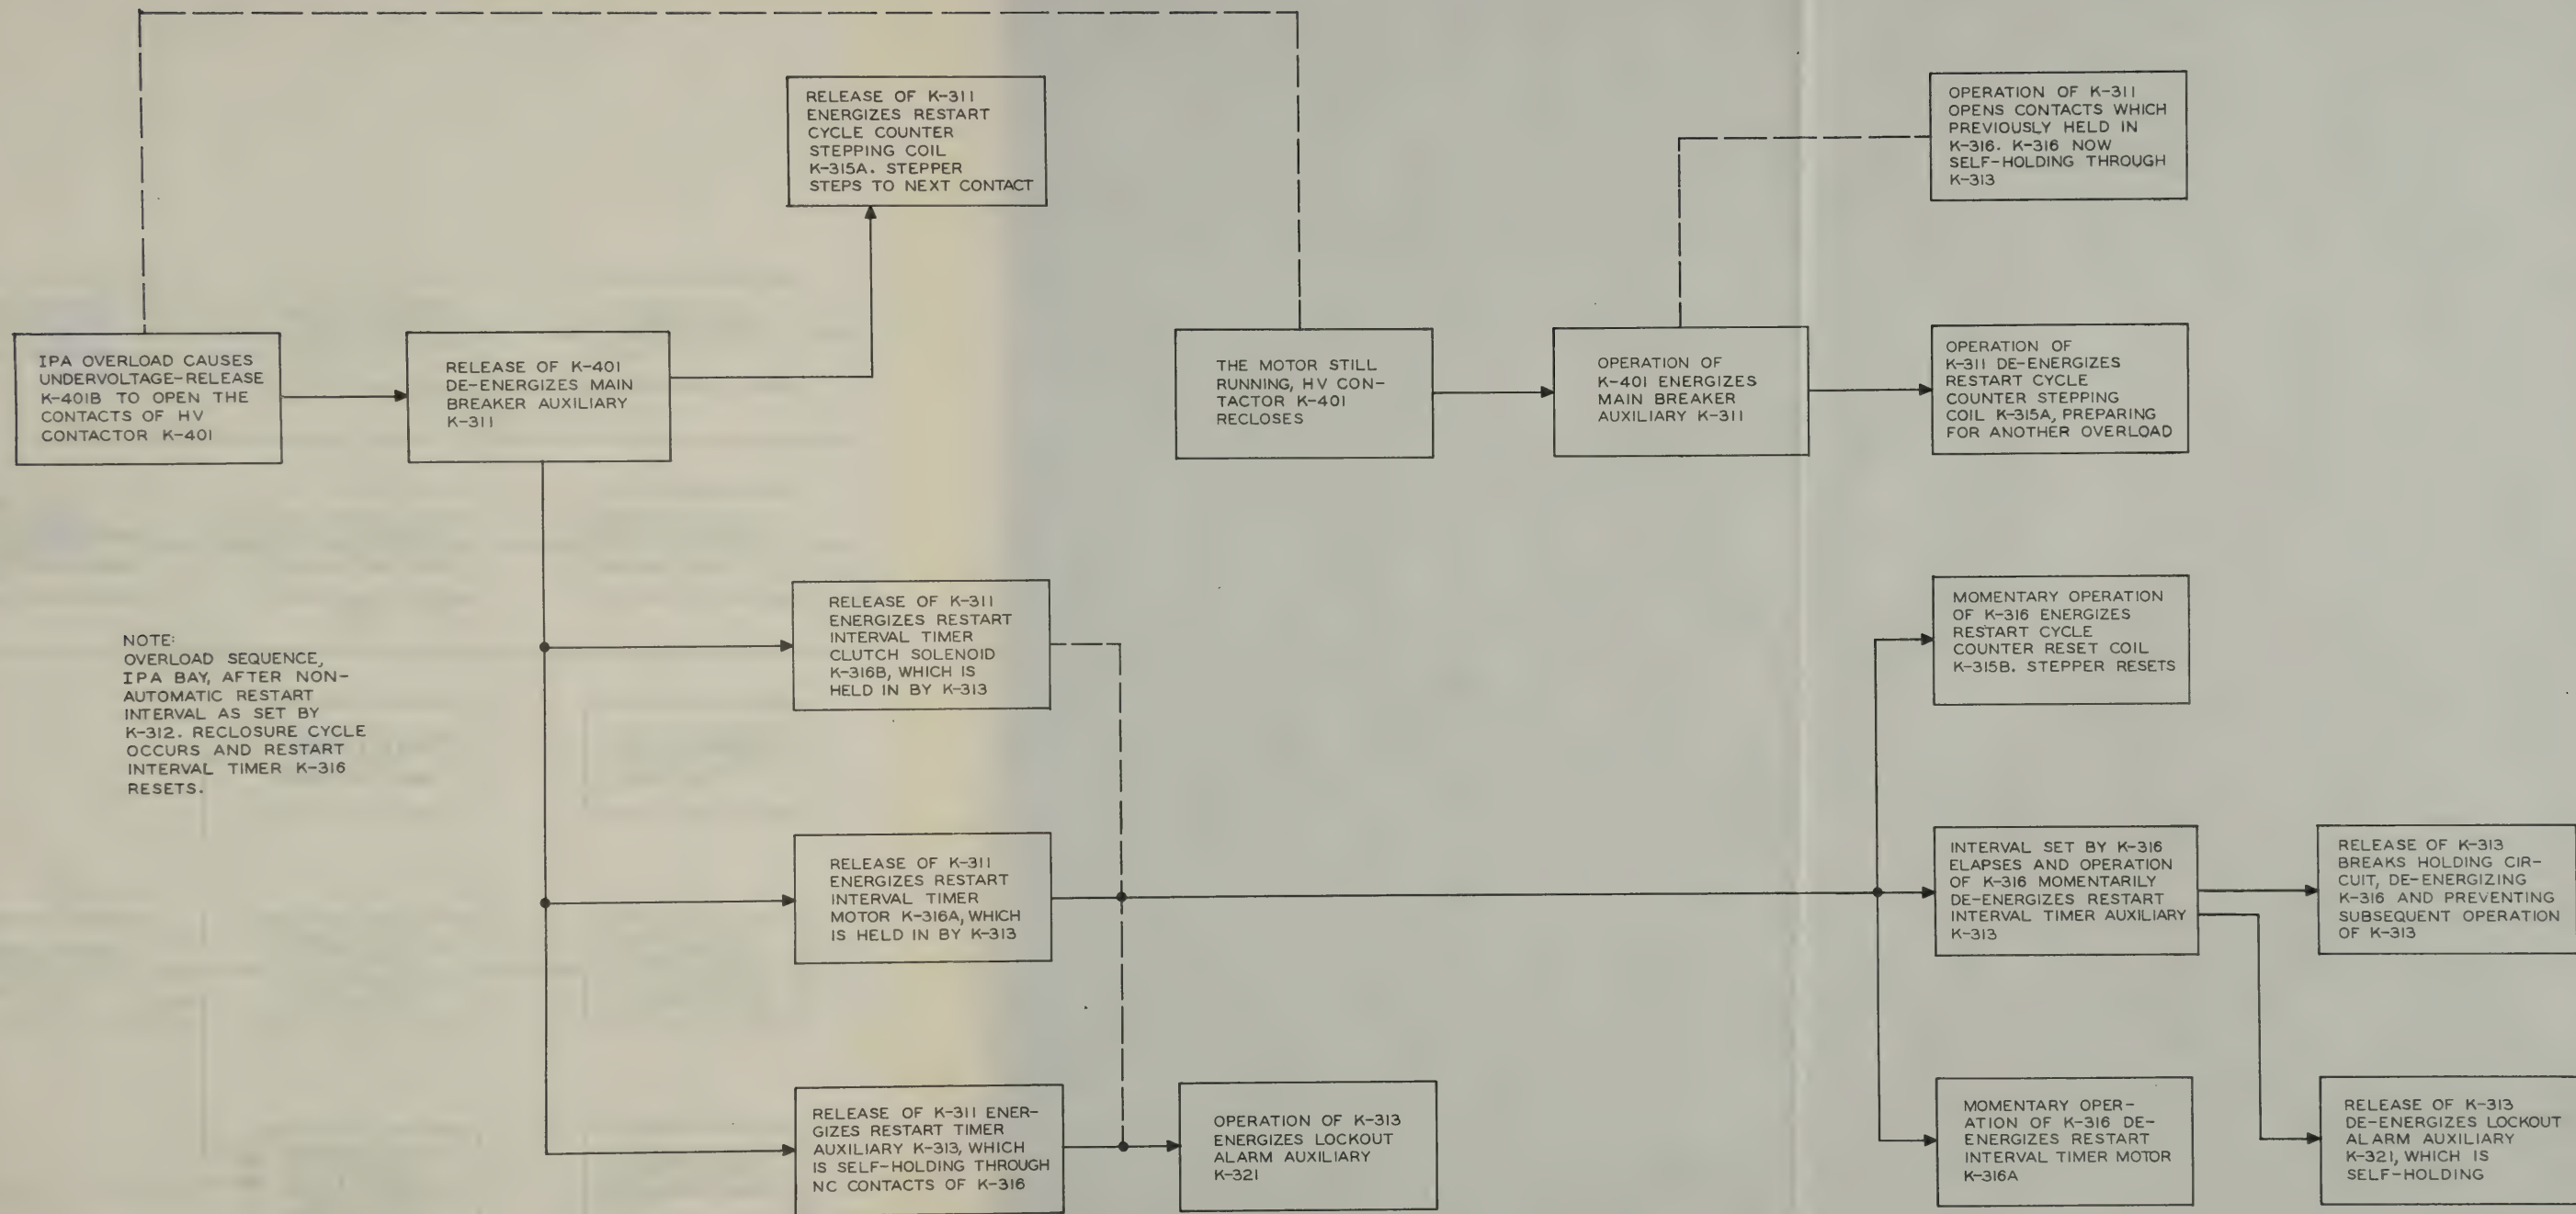 RELEASE OF K-311
ENERGIZES RESTART
CYCLE COUNTER
STEPPING COIL
K-315A. STEPPER
STEPS TO NEXT CONTACT
OPERATION OF K-311
OPENS CONTACTS WHICH
PREVIOUSLY HELD IN
K-316. K-316 NOW
SELF-HOLDING THROUGH
K-313
IPA OVERLOAD CAUSES
UNDERVOLTAGE-RELEASE
K-401B TO OPEN THE
CONTACTS OF HV
CONTACTOR K-401
RELEASE OF K-401
DE-ENERGIZES MAIN
BREAKER AUXILIARY
K-311
THE MOTOR STILL
RUNNING, HV CON-
TACTOR K-401
RECLOSES
OPERATION OF
K-401 ENERGIZES
MAIN BREAKER
AUXILIARY K-311
OPERATION OF
K-311 DE-ENERGIZES
RESTART CYCLE
COUNTER STEPPING
COIL K-315A, PREPARING
FOR ANOTHER OVERLOAD
NOTE:
OVERLOAD SEQUENCE,
IPA BAY, AFTER NON-
AUTOMATIC RESTART
INTERVAL AS SET BY
K-312. RECLOSURE CYCLE
OCCURS AND RESTART
INTERVAL TIMER K-316
RESETS.
RELEASE OF K-311
ENERGIZES RESTART
INTERVAL TIMER
CLUTCH SOLENOID
K-316B, WHICH IS
HELD IN BY K-313
MOMENTARY OPERATION
OF K-316 ENERGIZES
RESTART CYCLE
COUNTER RESET COIL
K-315B. STEPPER RESETS
RELEASE OF K-311
ENERGIZES RESTART
INTERVAL TIMER
MOTOR K-316A, WHICH
IS HELD IN BY K-313
INTERVAL SET BY K-316
ELAPSES AND OPERATION
OF K-316 MOMENTARILY
DE-ENERGIZES RESTART
INTERVAL TIMER AUXILIARY
K-313
RELEASE OF K-313
BREAKS HOLDING CIR-
CUIT, DE-ENERGIZING
K-316 AND PREVENTING
SUBSEQUENT OPERATION
OF K-313
RELEASE OF K-311 ENER-
GIZES RESTART TIMER
AUXILIARY K-313, WHICH
IS SELF-HOLDING THROUGH
NC CONTACTS OF K-316
OPERATION OF K-313
ENERGIZES LOCKOUT
ALARM AUXILIARY
K-321
MOMENTARY OPER-
ATION OF K-316 DE-
ENERGIZES RESTART
INTERVAL TIMER MOTOR
K-316A
RELEASE OF K-313
DE-ENERGIZES LOCKOUT
ALARM AUXILIARY
K-321, WHICH IS
SELF-HOLDING